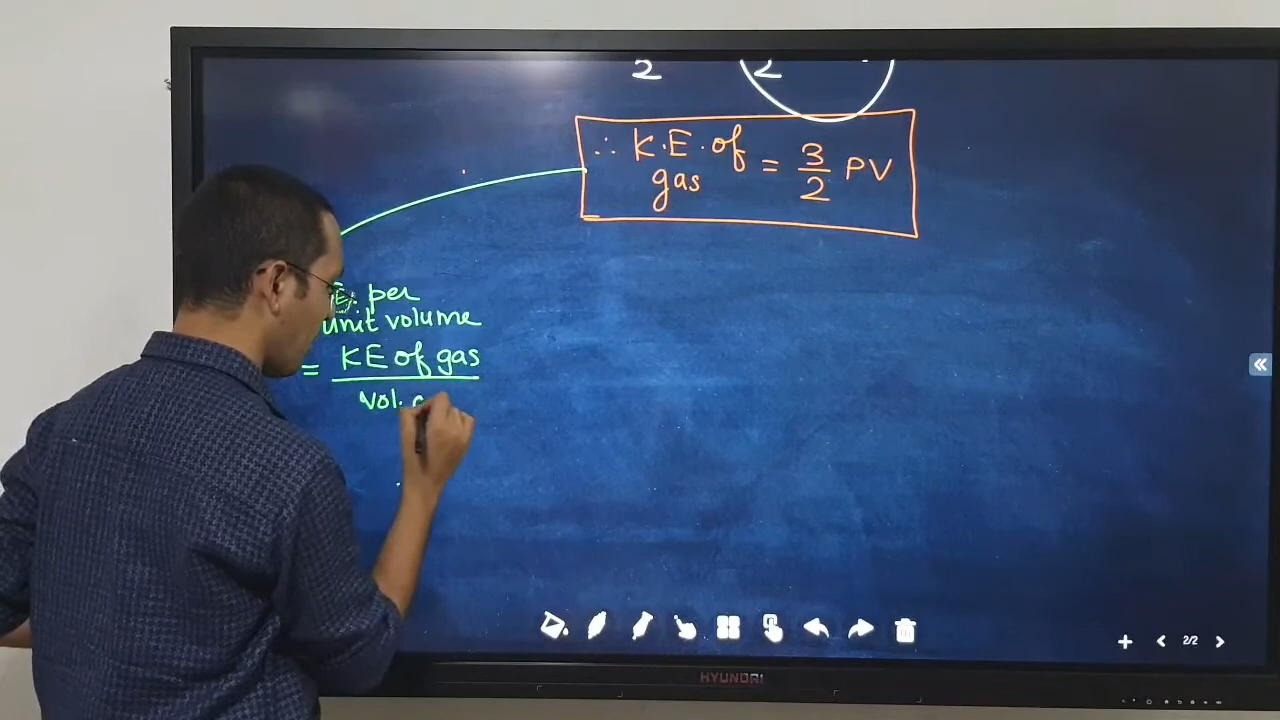 2 2
∴ K.E. of gas = 3/2 PV
E. per
unit volume
= KE of gas
vol.
2/2
HYUNDAI